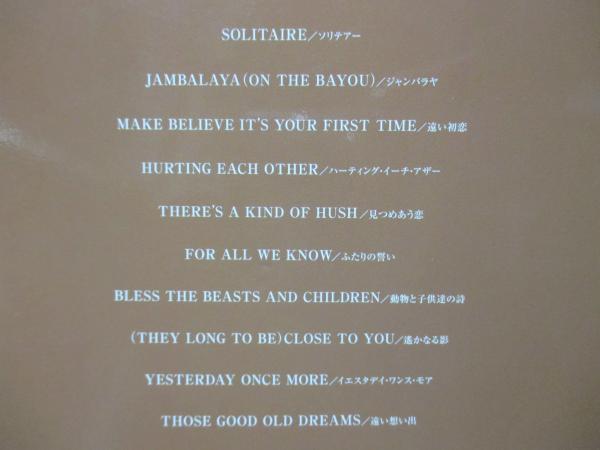 SOLITAIRE/ソリテアー
JAMBALAYA(ON THE BAYOU)/ジャンバラヤ
MAKE BELIEVE IT'S YOUR FIRST TIME/遠い初恋
HURTING EACH OTHER/ハーティング・イーチ・アザー
THERE'S A KIND OF HUSH/見つめあう恋
FOR ALL WE KNOW/ふたりの誓い
BLESS THE BEASTS AND CHILDREN/動物と子供達の詩
(THEY LONG TO BE)CLOSE TO YOU/遙かなる影
YESTERDAY ONCE MORE/イエスタデイ・ワンス・モア
THOSE GOOD OLD DREAMS/遠い想い出